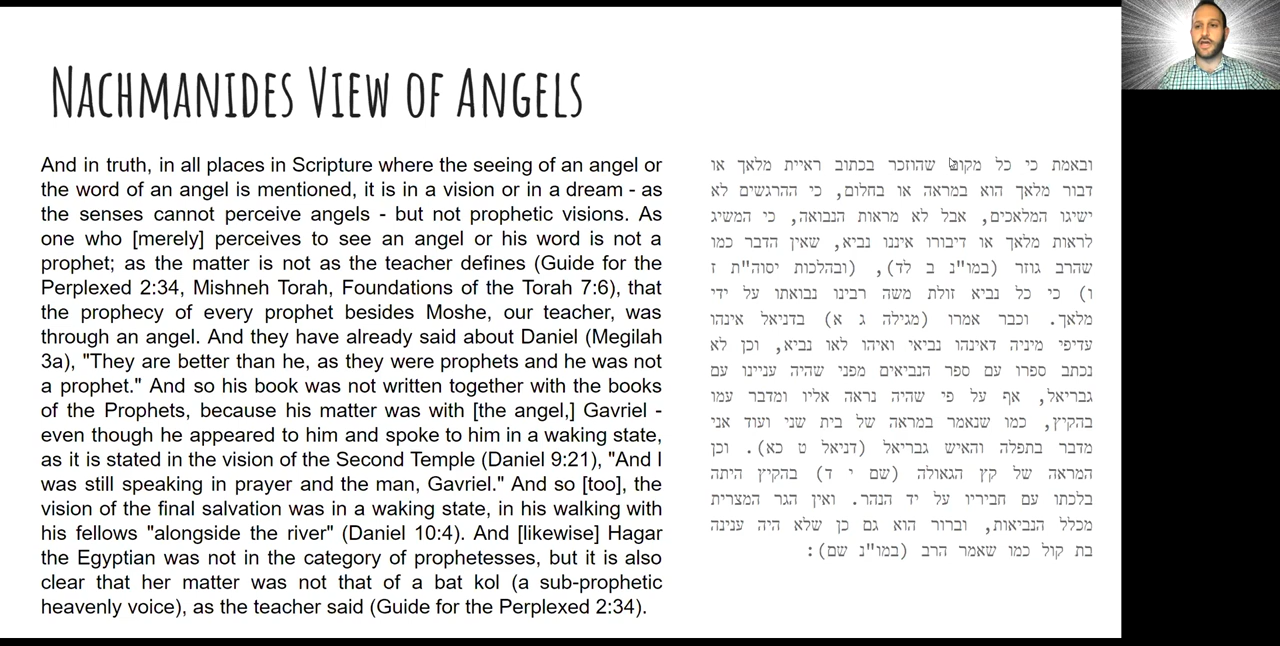 NACHMANIDES VIEW OF ANGELS
And in truth, in all places in Scripture where the seeing of an angel or
the word of an angel is mentioned, it is in a vision or in a dream - as
the senses cannot perceive angels - but not prophetic visions. As
one who [merely] perceives to see an angel or his word is not a
prophet; as the matter is not as the teacher defines (Guide for the
Perplexed 2:34, Mishneh Torah, Foundations of the Torah 7:6), that
the prophecy of every prophet besides Moshe, our teacher, was
through an angel. And they have already said about Daniel (Megilah
3a), "They are better than he, as they were prophets and he was not
a prophet." And so his book was not written together with the books
of the Prophets, because his matter was with [the angel,] Gavriel -
even though he appeared to him and spoke to him in a waking state,
as it is stated in the vision of the Second Temple (Daniel 9:21), "And I
was still speaking in prayer and the man, Gavriel." And so [too], the
vision of the final salvation was in a waking state, in his walking with
his fellows "alongside the river" (Daniel 10:4). And [likewise] Hagar
the Egyptian was not in the category of prophetesses, but it is also
clear that her matter was not that of a bat kol (a sub-prophetic
heavenly voice), as the teacher said (Guide for the Perplexed 2:34).
ובאמת כי כל מקום שהוזכר בכתוב ראיית מלאך או
דבור מלאך הוא במראה או בחלום, כי ההרגשים לא
ישיגו המלאכים, אבל לא מראות הנבואה, כי המשיג
לראות מלאך או דיבורו איננו נביא, שאין הדבר כמו
שהרב גוזר (במו"נ ב לד), (ובהלכות יסוה"ת ז
ו) כי כל נביא זולת משה רבינו נבואתו על ידי
מלאך. וכבר אמרו (מגילה ג א) בדניאל אינהו
עדיפי מיניה דאינהו נביאי ואיהו לאו נביא, וכן לא
נכתב ספרו עם ספר הנביאים מפני שהיה עניינו עם
גבריאל, אף על פי שהיה נראה אליו ומדבר עמו
בהקיץ, כמו שנאמר במראה של בית שני ועוד אני
מדבר בתפלה והאיש גבריאל (דניאל ט כא). וכן
המראה של קץ הגאולה (שם י ד) בהקיץ היתה
בלכתו עם חביריו על יד הנהר. ואין הגר המצרית
מכלל הנביאות, וברור הוא גם כן שלא היה ענינה
בת קול כמו שאמר הרב (במו"נ שם):